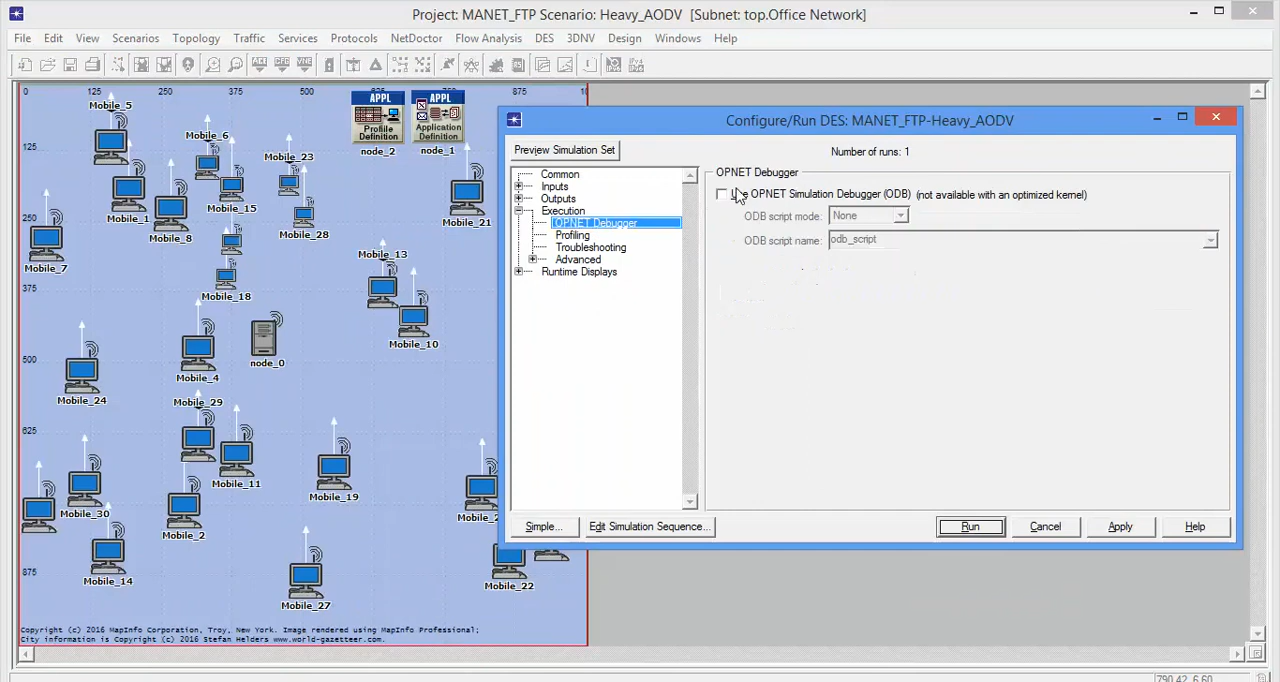 Project: MANET_FTP Scenario: Heavy_AODV [Subnet: top.Office Network]
File Edit View Scenarios Topology Traffic Services Protocols NetDoctor Flow Analysis DES 3DNV Design Windows Help
0 125 250 375 500 875
125
250
375
500
625
875
Mobile_5
APPL
Profile
Definition
node_2
APPL
Application
Definition
node_1
Mobile_6
Mobile_23
Mobile_15
Mobile_1
Mobile_8
Mobile_28
Mobile_21
Mobile_7
Mobile_13
Mobile_18
Mobile_10
node_0
Mobile_4
Mobile_24
Mobile_29
Mobile_11
Mobile_19
Mobile_30
Mobile_2
Mobile_14
Mobile_22
Mobile_27
Copyright (c) 2016 MapInfo Corporation, Troy, New York. Image rendered using MapInfo Professional;
City information is Copyright (c) 2016 Stefan Helders www.world-gazetteer.com.
Configure/Run DES: MANET_FTP-Heavy_AODV
Preview Simulation Set
Number of runs: 1
Common
Inputs
Outputs
Execution
OPNET Debugger
Profiling
Troubleshooting
Advanced
Runtime Displays
OPNET Debugger
OPNET Simulation Debugger (ODB) (not available with an optimized kernel)
ODB script mode: None
ODB script name: odb_script
Simple... Edit Simulation Sequence... Run Cancel Apply Help
790.42, 6.60